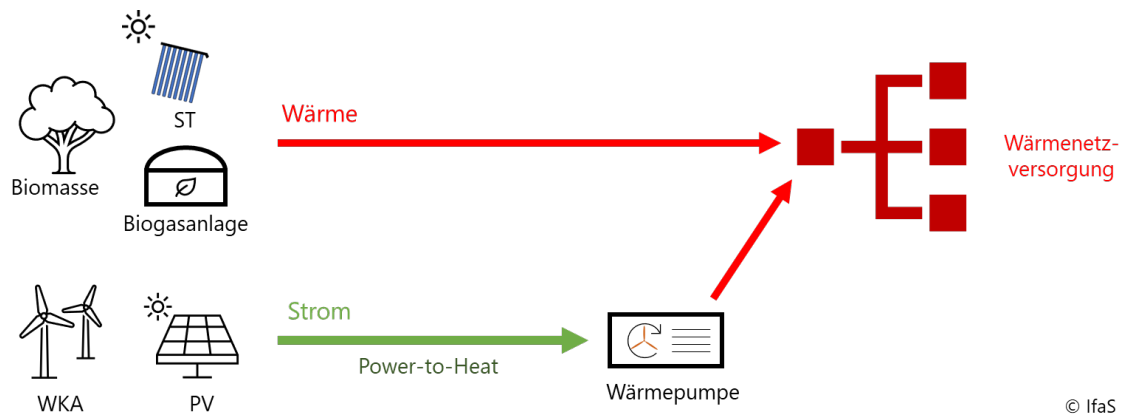 ST
Wärme
Biomasse
Biogasanlage
Wärmenetz-
versorgung
Strom
Power-to-Heat
WKA
PV
Wärmepumpe
© IfaS